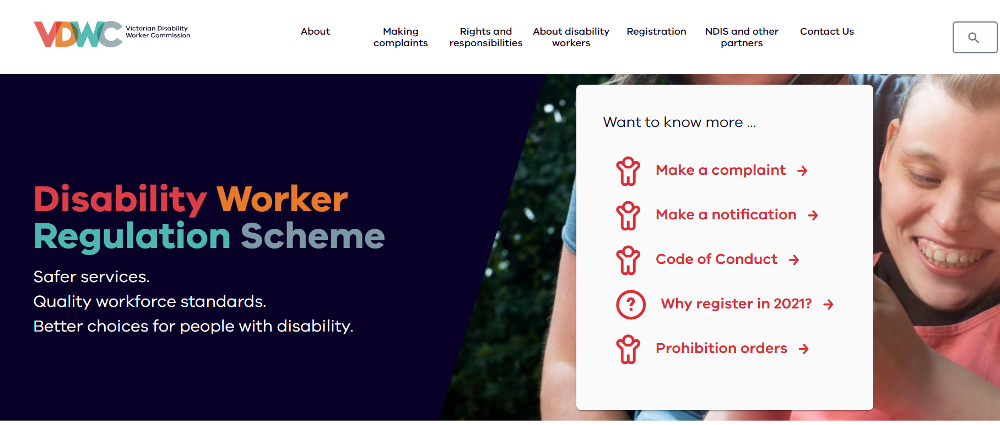 VDWC
Victorian Disability
Worker Commission
About
Making
complaints
Rights and
responsibilities
About disability
workers
Registration
NDIS and other
partners
Contact Us
Disability Worker
Regulation Scheme
Safer services.
Quality workforce standards.
Better choices for people with disability.
Want to know more ...
Make a complaint →
Make a notification →
Code of Conduct →
? Why register in 2021? →
Prohibition orders →